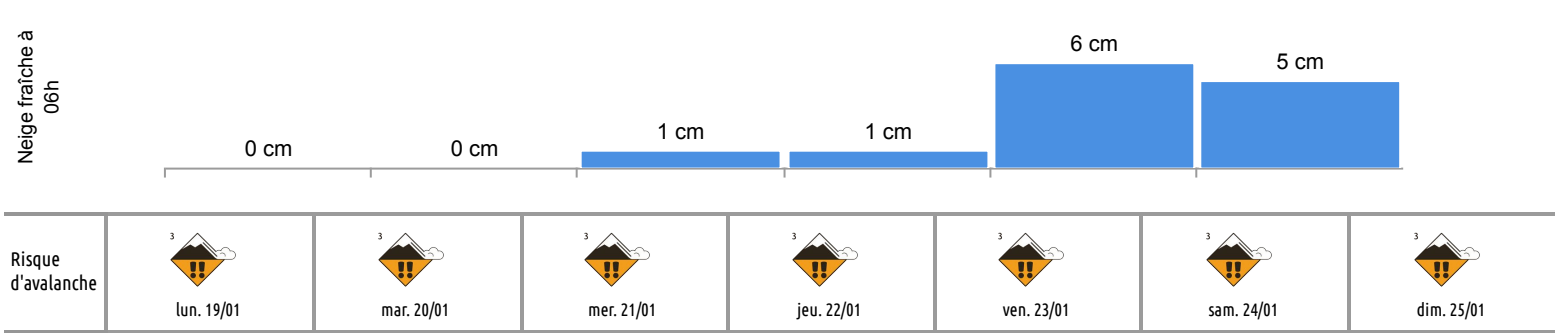 Neige fraîche à
06h
0 cm
0 cm
1 cm
1 cm
6 cm
5 cm
Risque
d'avalanche
3
3
3
3
3
3
3
lun. 19/01
mar. 20/01
mer. 21/01
jeu. 22/01
ven. 23/01
sam. 24/01
dim. 25/01